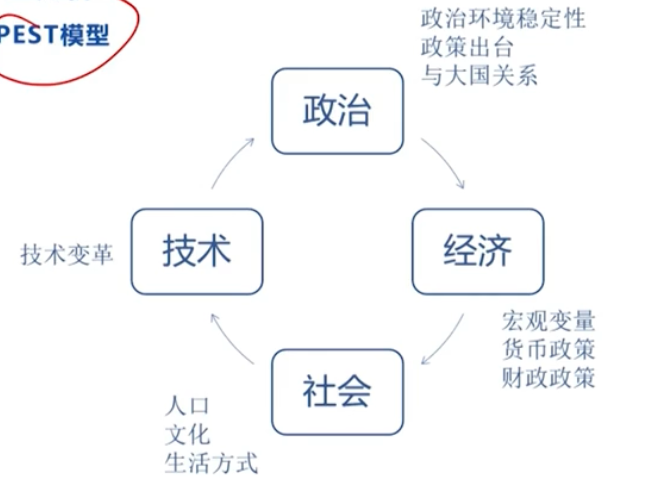 PEST模型
政治环境稳定性
政策出台
与大国关系
政治
技术变革
技术
经济
宏观变量
货币政策
财政政策
社会
人口
文化
生活方式